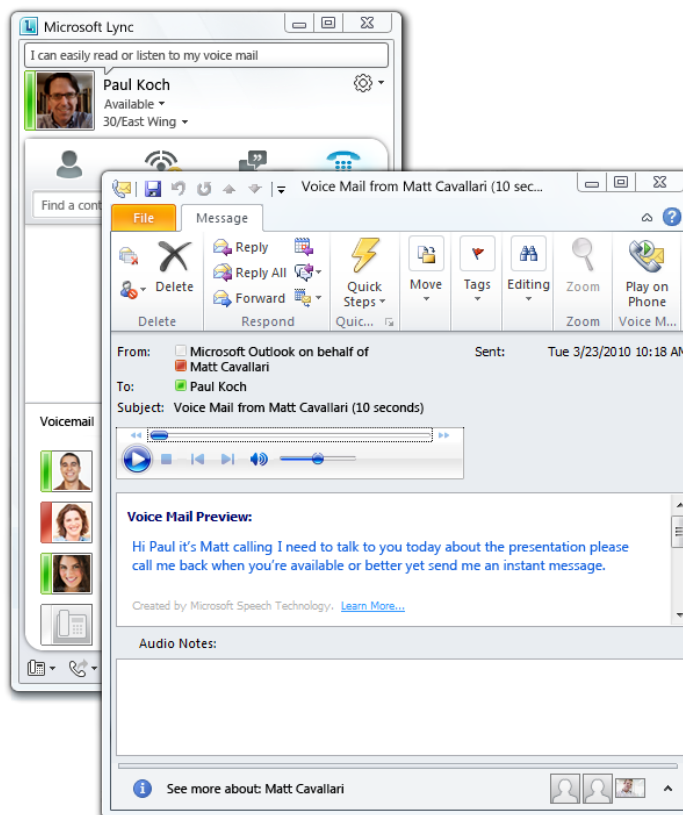 Microsoft Lync
I can easily read or listen to my voice mail
Paul Koch
Available
30/East Wing
Find a cont
Voicemail
Voice Mail from Matt Cavallari (10 sec...
File
Message
Delete
Reply
Reply All
Forward
Quick
Steps
Move
Tags
Editing
Zoom
Play on
Phone
Delete
Respond
Quic...
Zoom
Voice M...
From:
Microsoft Outlook on behalf of
Matt Cavallari
Sent:
Tue 3/23/2010 10:18 AM
To:
Paul Koch
Subject:
Voice Mail from Matt Cavallari (10 seconds)
Voice Mail Preview:
Hi Paul it's Matt calling I need to talk to you today about the presentation please
call me back when you're available or better yet send me an instant message.
Created by Microsoft Speech Technology. Learn More...
Audio Notes:
See more about: Matt Cavallari